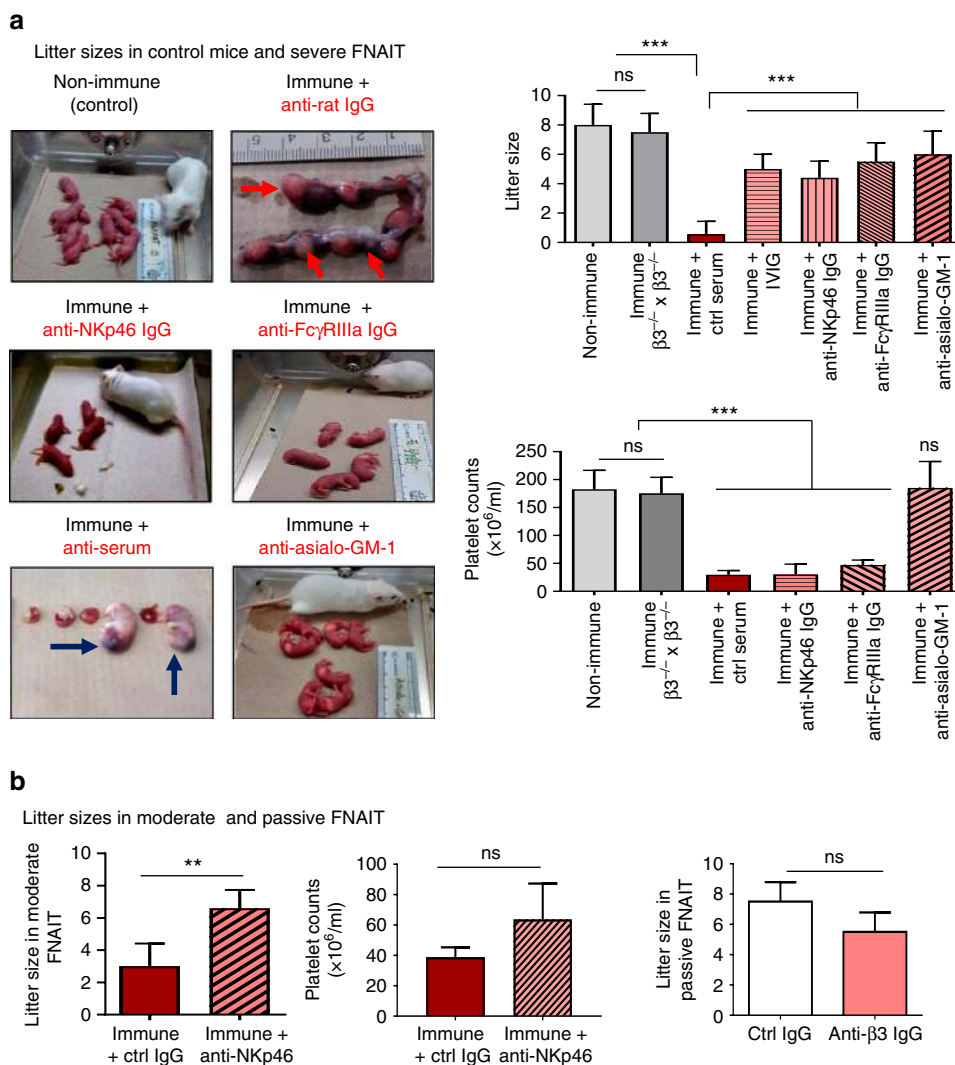 a
Litter sizes in control mice and severe FNAIT
Non-immune
(control)
Immune +
anti-rat IgG
5 4 3 2 1
Immune +
anti-NKp46 IgG
Immune +
anti-FcγRIIIa IgG
Immune +
anti-serum
Immune +
anti-asialo-GM-1
***
ns
***
Litter size
10
8
6
4
2
0
Non-immune
Immune
β3⁻/⁻ x β3⁻/⁻
Immune +
ctrl serum
Immune +
IVIG
Immune +
anti-NKp46 IgG
Immune +
anti-FcγRIIIa IgG
Immune +
anti-asialo-GM-1
***
ns
ns
Platelet counts
(×10⁶/ml)
250
200
150
100
50
0
Non-immune
Immune
β3⁻/⁻ x β3⁻/⁻
Immune +
ctrl serum
Immune +
anti-NKp46 IgG
Immune +
anti-FcγRIIIa IgG
Immune +
anti-asialo-GM-1
b
Litter sizes in moderate and passive FNAIT
Litter size in moderate
FNAIT
10
8
6
4
2
0
**
Immune
+ ctrl IgG
Immune +
anti-NKp46
Platelet counts
(×10⁶/ml)
100
80
60
40
20
0
ns
Immune
+ ctrl IgG
Immune +
anti-NKp46
Litter size in
passive FNAIT
10
8
6
4
2
0
ns
Ctrl IgG
Anti-β3 IgG